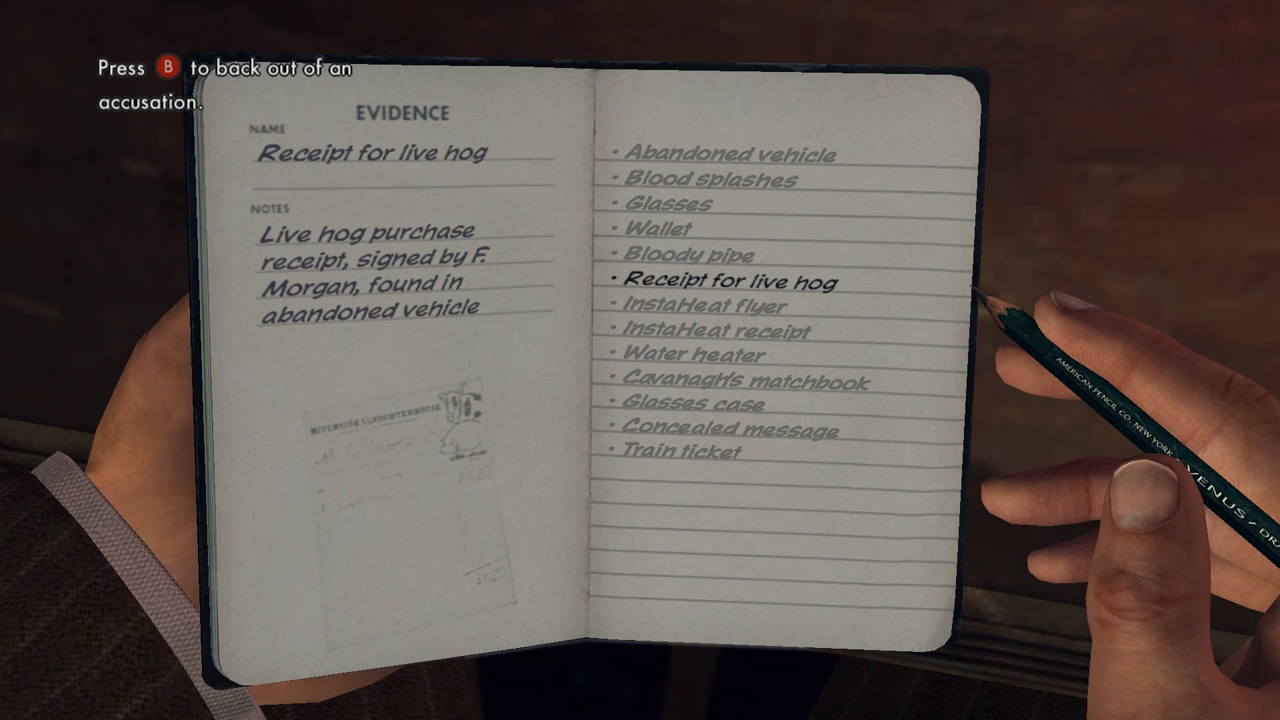 Press B to back out of an
accusation.
EVIDENCE
NAME
Receipt for live hog
NOTES
Live hog purchase
receipt, signed by F.
Morgan, found in
abandoned vehicle
RIVERSIDE SLAUGHTERHOUSE
• Abandoned vehicle
• Blood splashes
• Glasses
• Wallet
• Bloody pipe
• Receipt for live hog
• InstaHeat flyer
• InstaHeat receipt
• Water heater
• Cavanagh's matchbook
• Glasses case
• Concealed message
• Train ticket
AMERICAN PENCIL CO, NEW YORK
VENUS / DRA